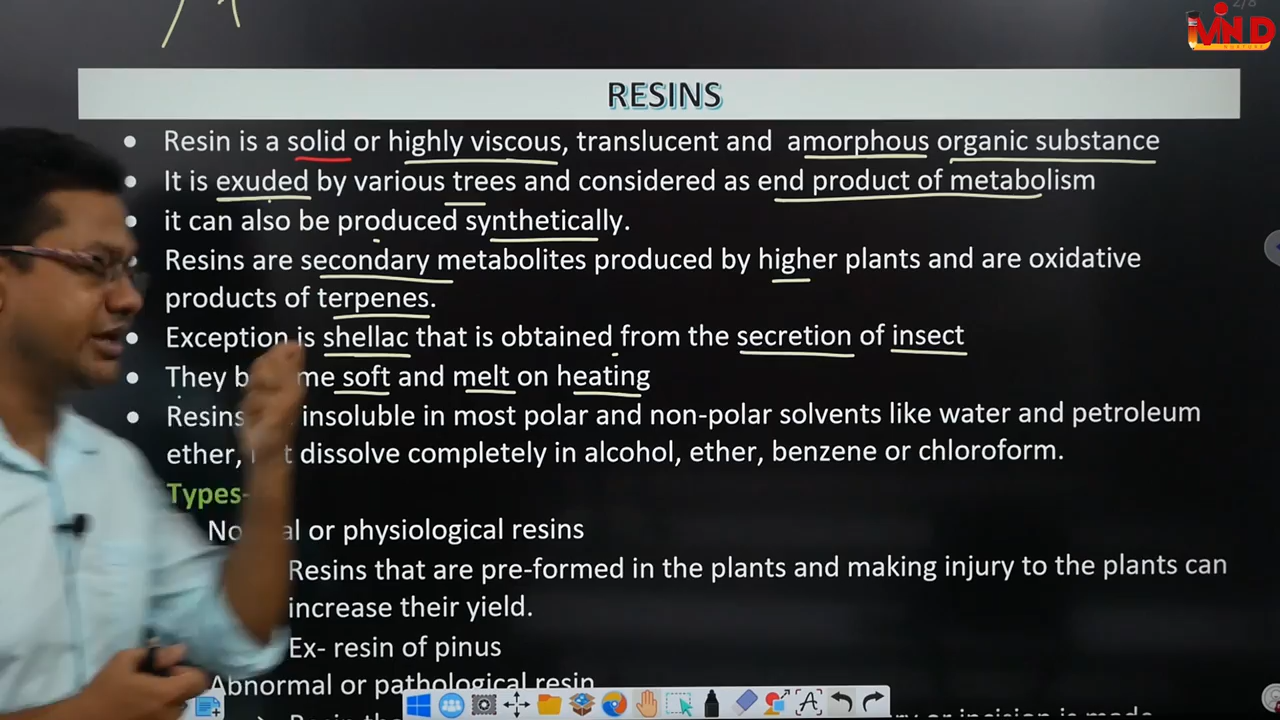 2/8
MIND
NURTURE
RESINS
• Resin is a solid or highly viscous, translucent and amorphous organic substance
• It is exuded by various trees and considered as end product of metabolism
• it can also be produced synthetically.
• Resins are secondary metabolites produced by higher plants and are oxidative
products of terpenes.
• Exception is shellac that is obtained from the secretion of insect
• They me soft and melt on heating
• Resins insoluble in most polar and non-polar solvents like water and petroleum
ether, dissolve completely in alcohol, ether, benzene or chloroform.
Types-
or physiological resins
Resins that are pre-formed in the plants and making injury to the plants can
increase their yield.
Ex- resin of pinus
Abnormal or pathological resin